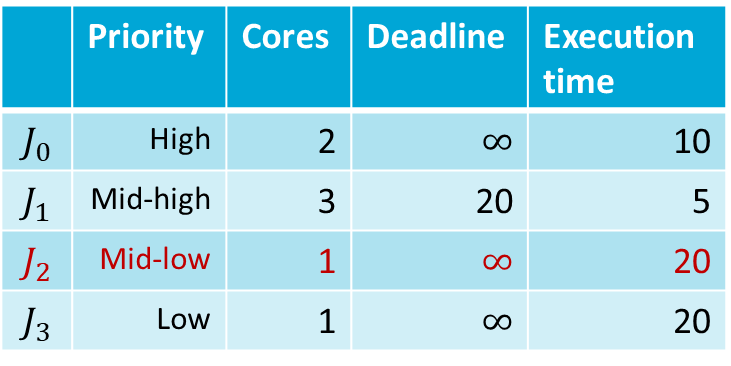 Priority Cores Deadline Execution time
J0 High 2 ∞ 10
J1 Mid-high 3 20 5
J2 Mid-low 1 ∞ 20
J3 Low 1 ∞ 20